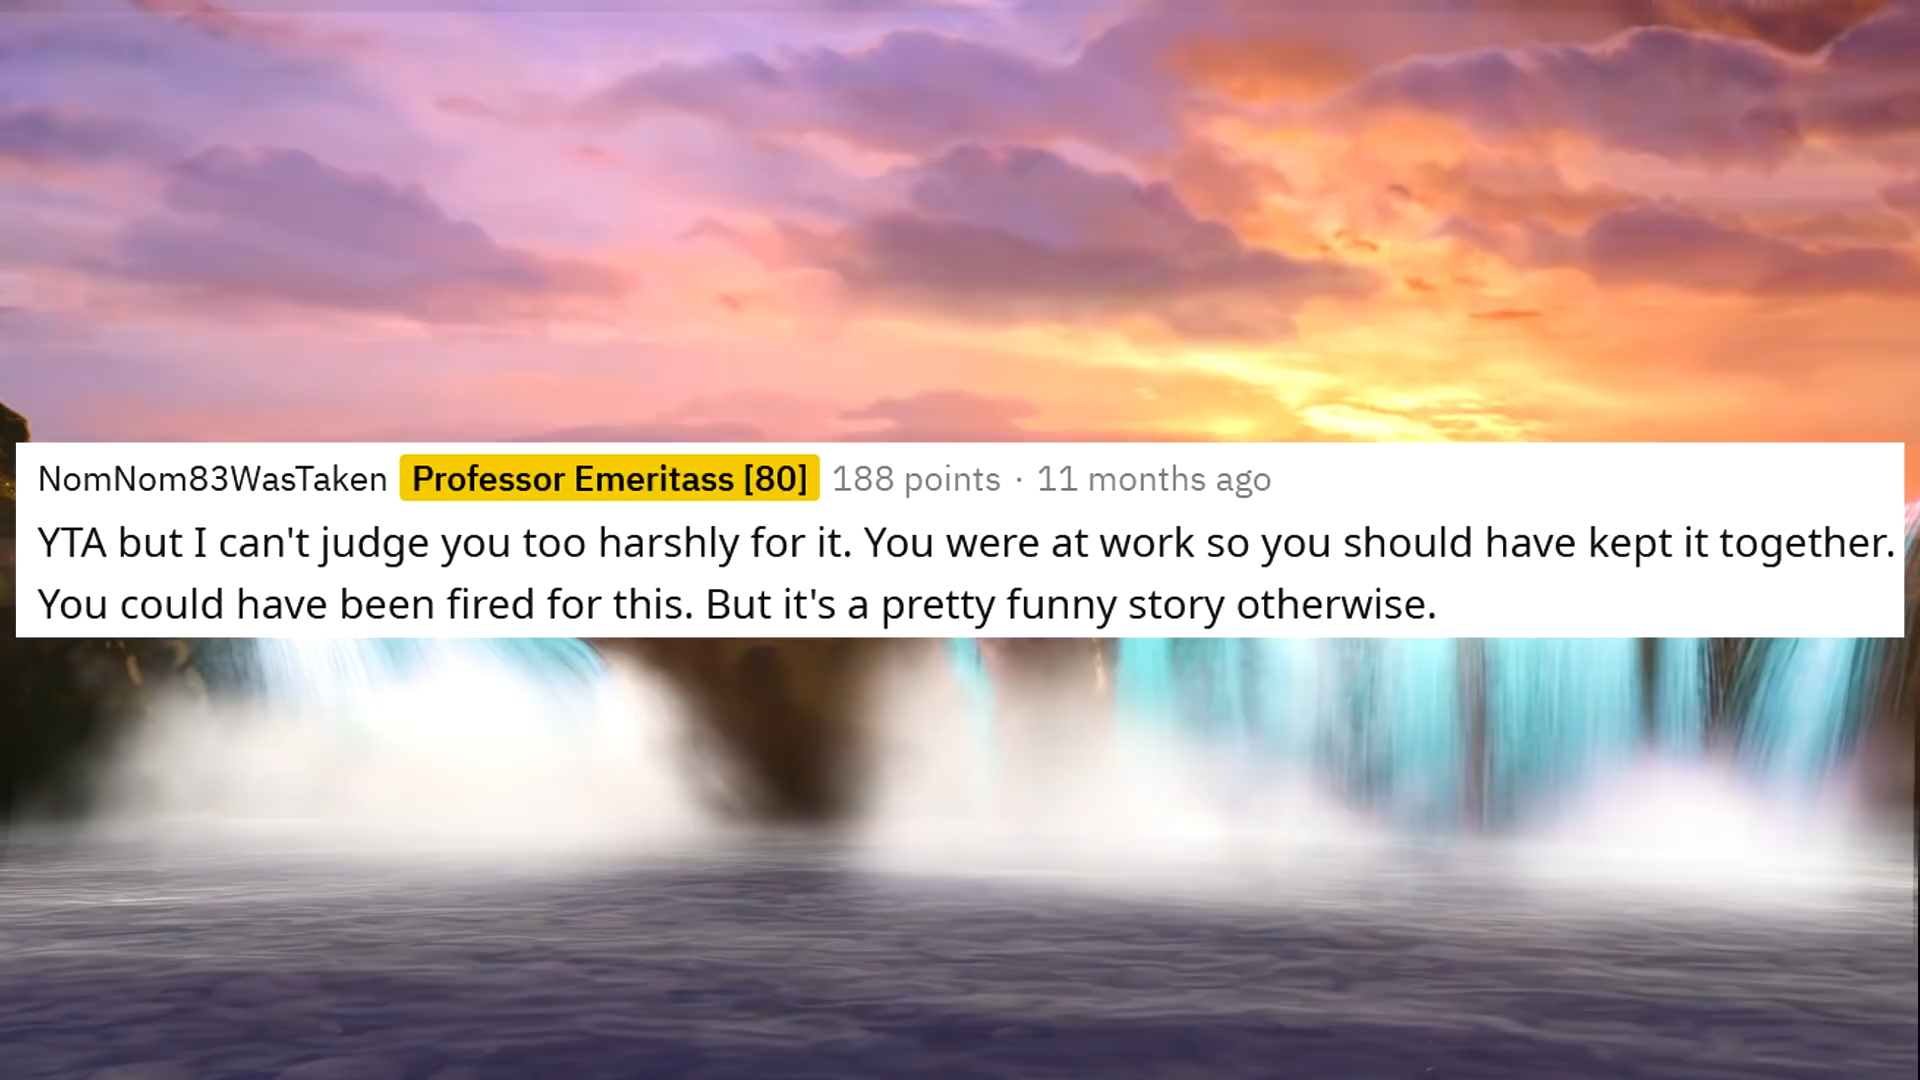 NomNom83WasTaken Professor Emeritass [80] 188 points · 11 months ago
YTA but I can't judge you too harshly for it. You were at work so you should have kept it together.
You could have been fired for this. But it's a pretty funny story otherwise.